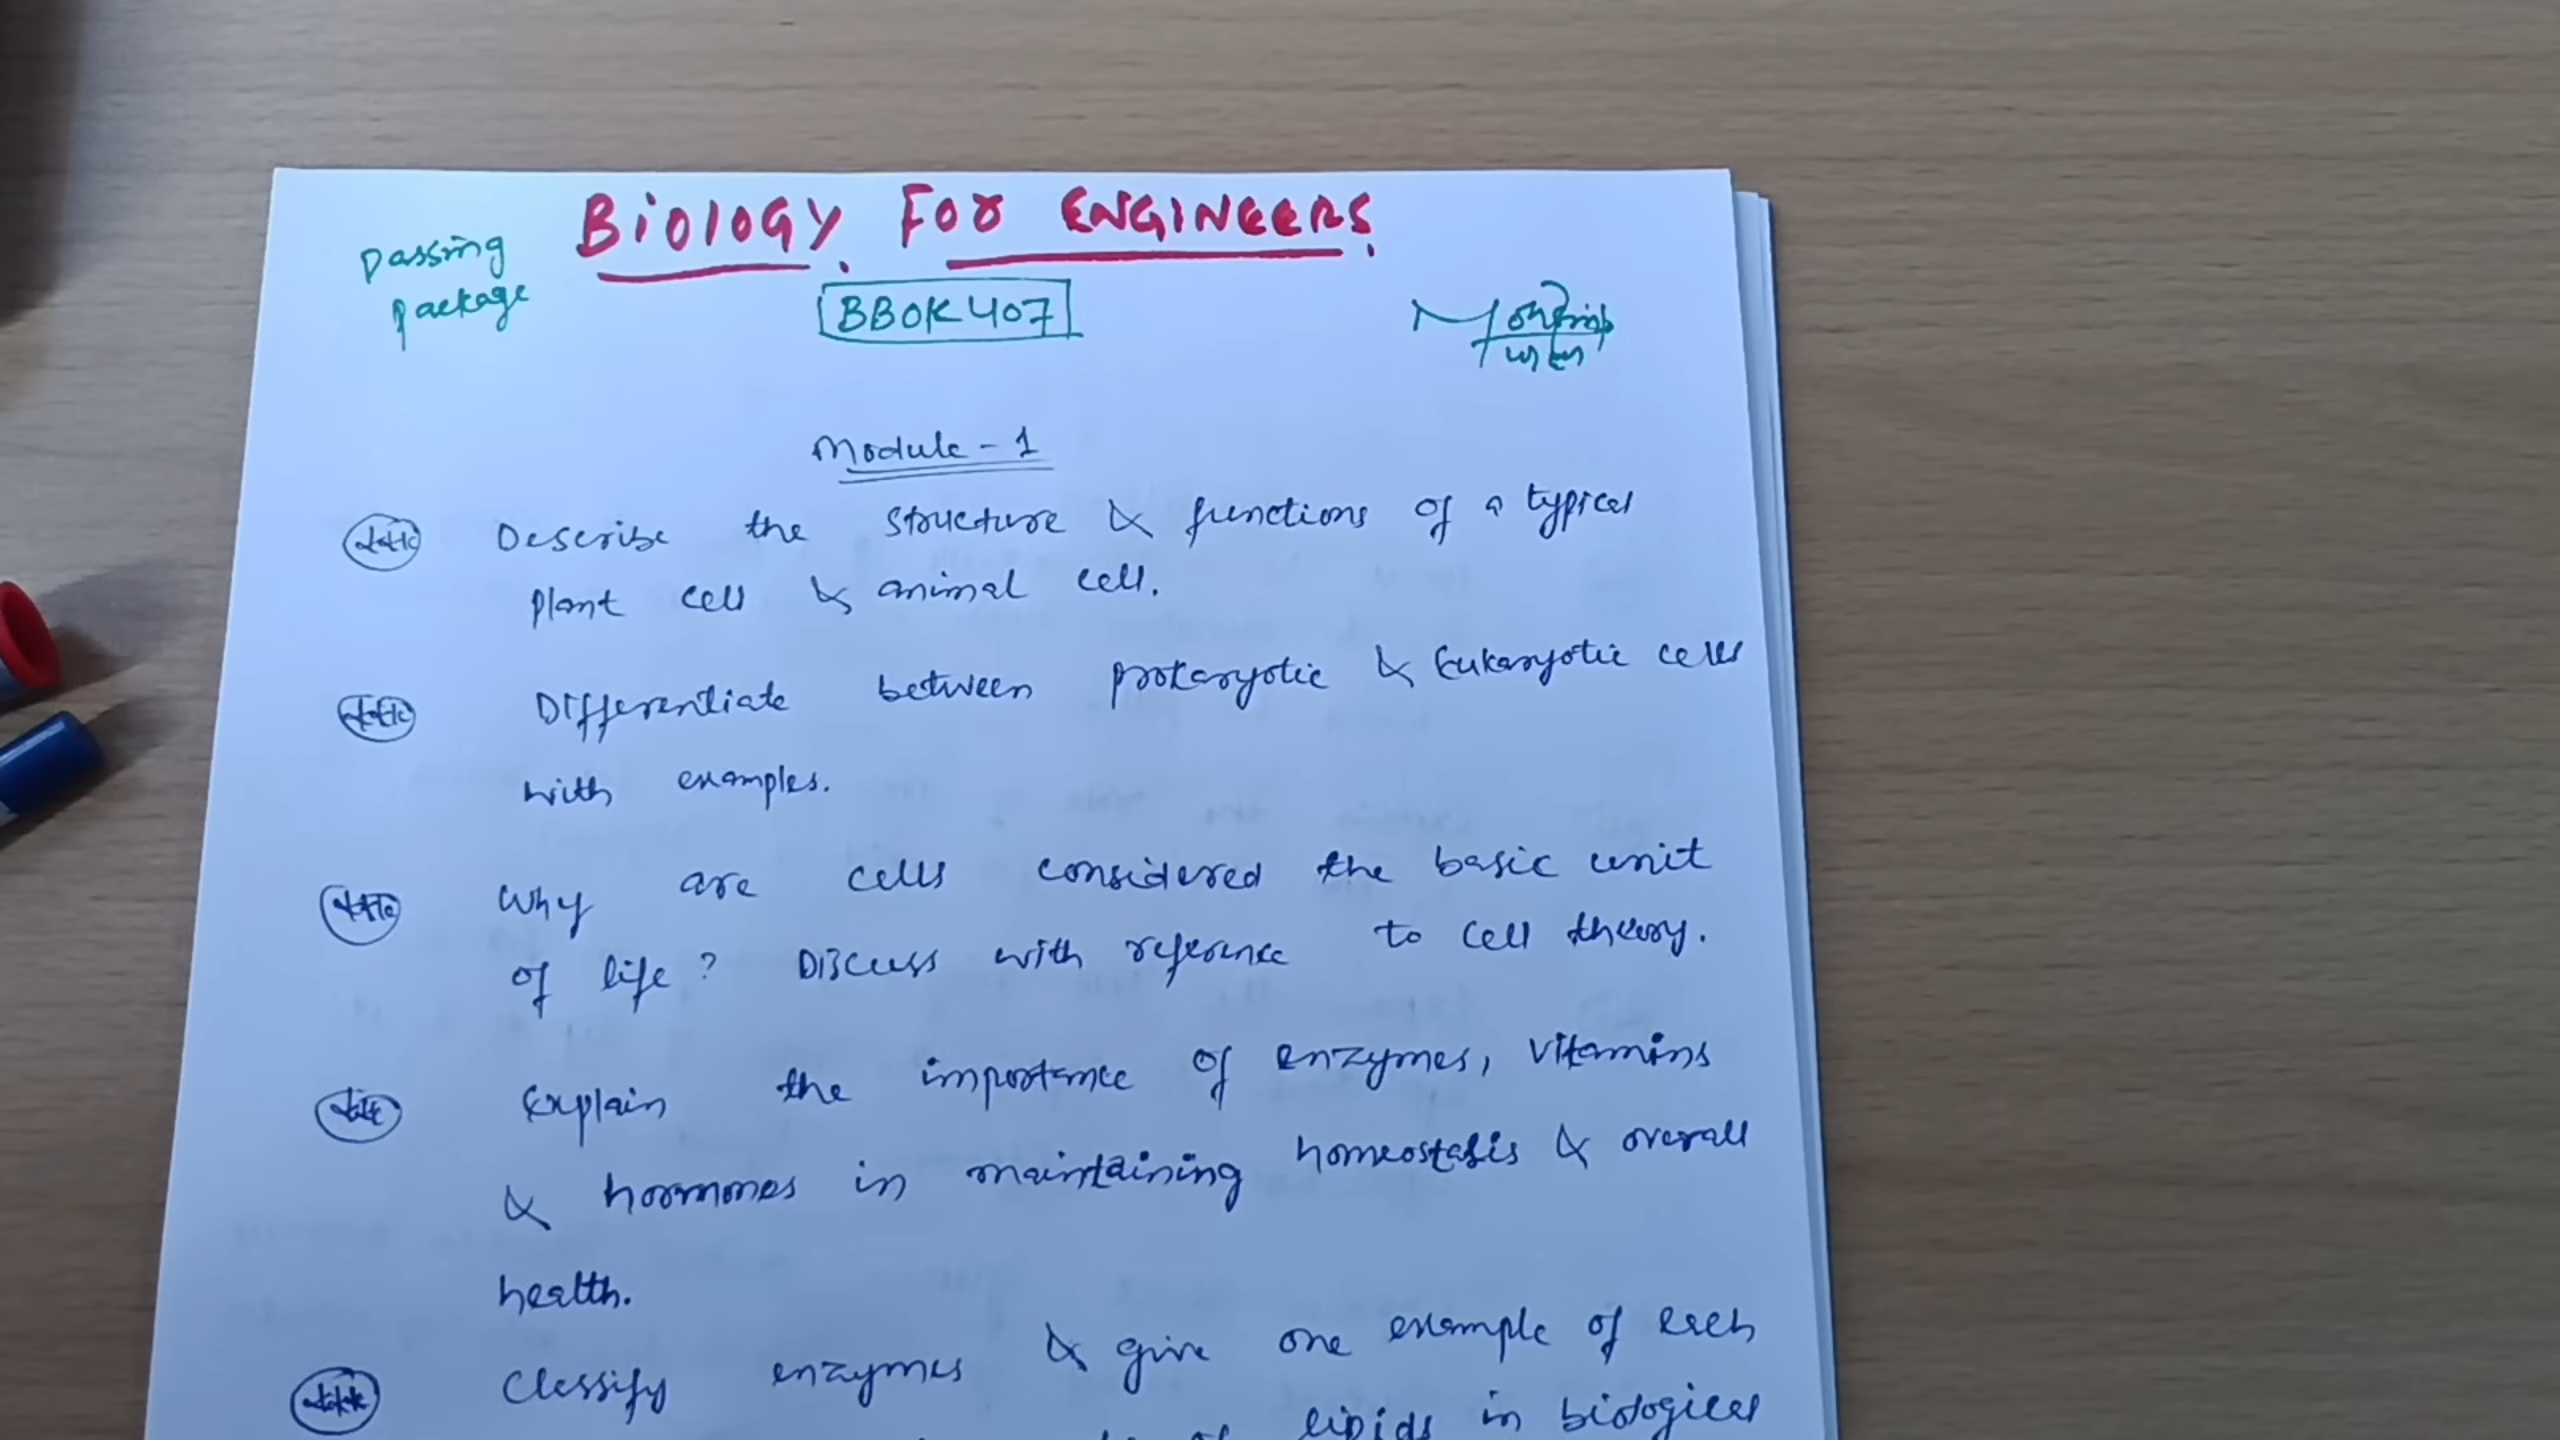 BiOlOGY FOR ENGINEERS
Passing
package
BBOK407
Module - 1
Describe the structure & functions of a typical
plant cell & animal cell.
Differentiate between prokaryotic & Eukaryotic cells
with examples.
Why are cells considered the basic unit
of life? Discuss with reference to cell theory.
Explain the importance of enzymes, vitamins
& hormones in maintaining homeostasis & overall
health.
Classify enzymes & give one example of each
of lipids in biological